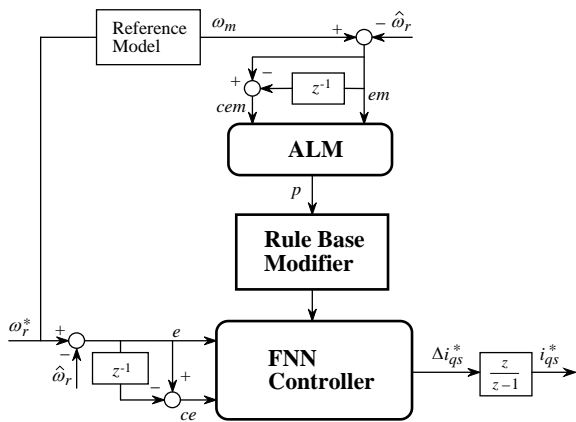 Reference
Model
ω_m
+
−
ω̂_r
+
−
z⁻¹
cem
em
ALM
p
Rule Base
Modifier
ω_r*
+
−
ω̂_r
e
z⁻¹
−
+
ce
FNN
Controller
Δi_qs*
z
z−1
i_qs*